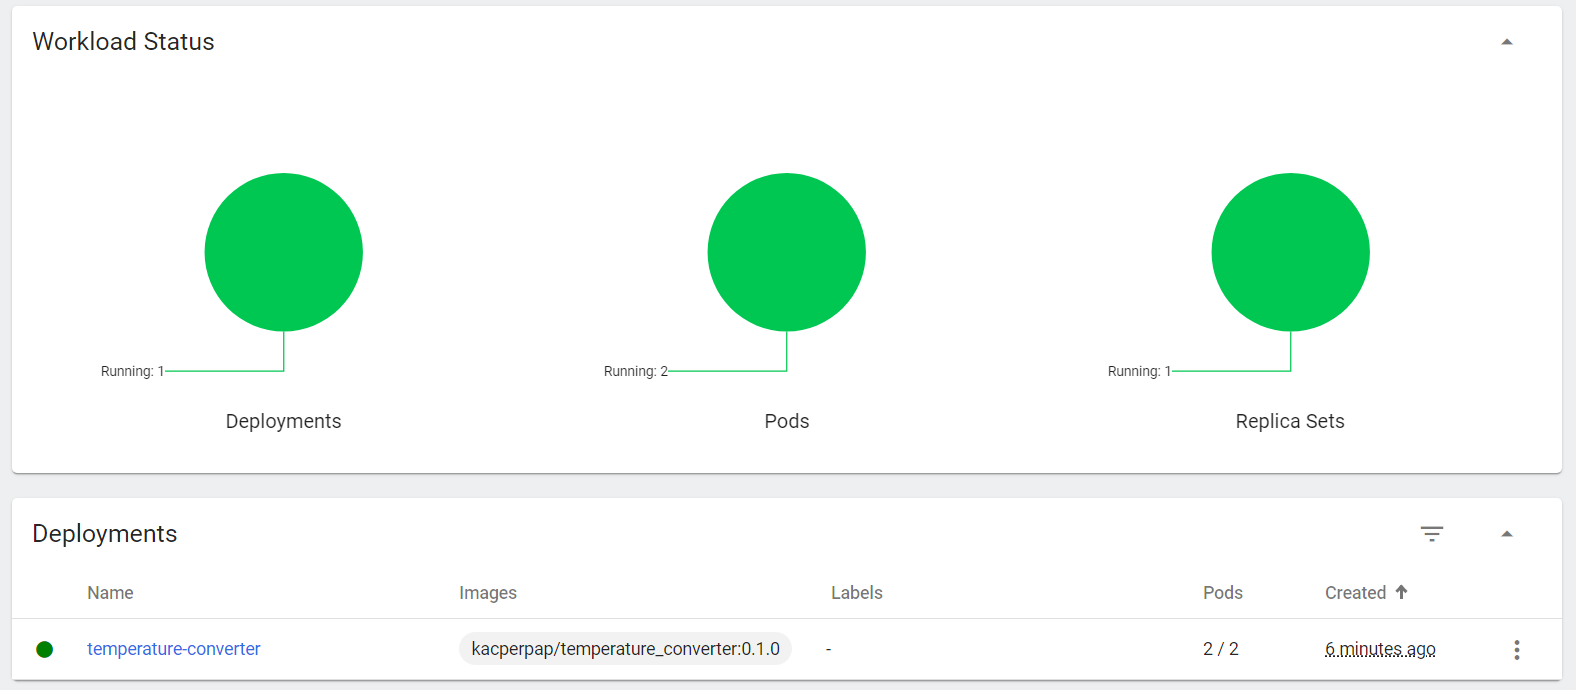 Workload Status
Running: 1
Running: 2
Running: 1
Deployments
Pods
Replica Sets
Deployments
Name Images Labels Pods Created
temperature-converter kacperpap/temperature_converter:0.1.0 - 2 / 2 6 minutes ago